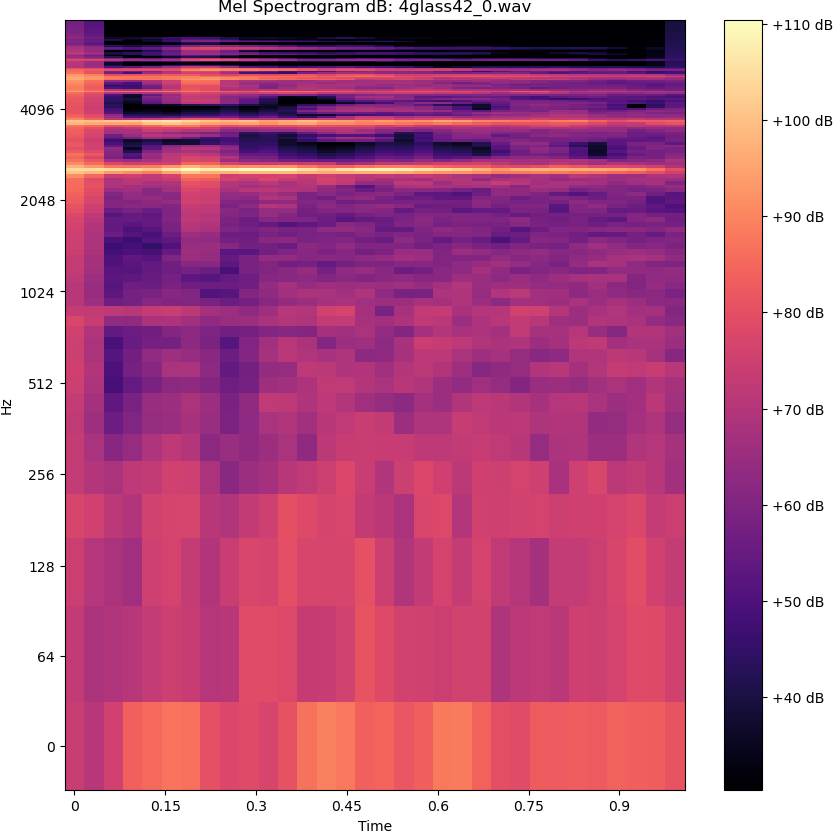 Mel Spectrogram dB: 4glass42_0.wav
+110 dB
4096
+100 dB
2048
+90 dB
1024
+80 dB
512
Hz
+70 dB
256
+60 dB
128
+50 dB
64
+40 dB
0
0 0.15 0.3 0.45 0.6 0.75 0.9
Time